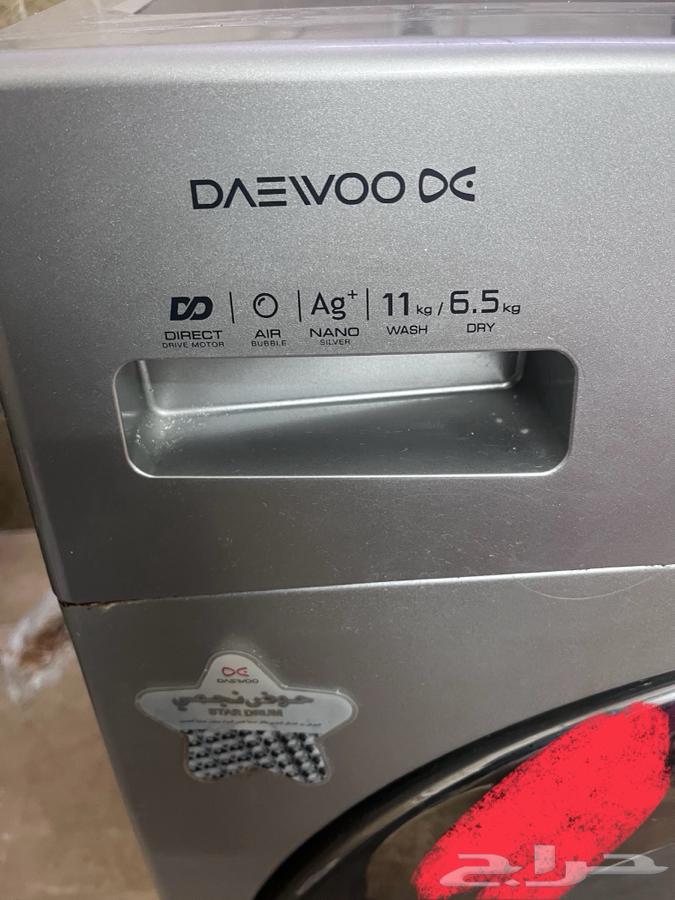 DAEWOO
Ag+ 11 kg / 6.5 kg
DIRECT AIR NANO WASH DRY
DRIVE MOTOR BUBBLE SILVER
DAEWOO
حوض نجمي
STAR DRUM
حراج